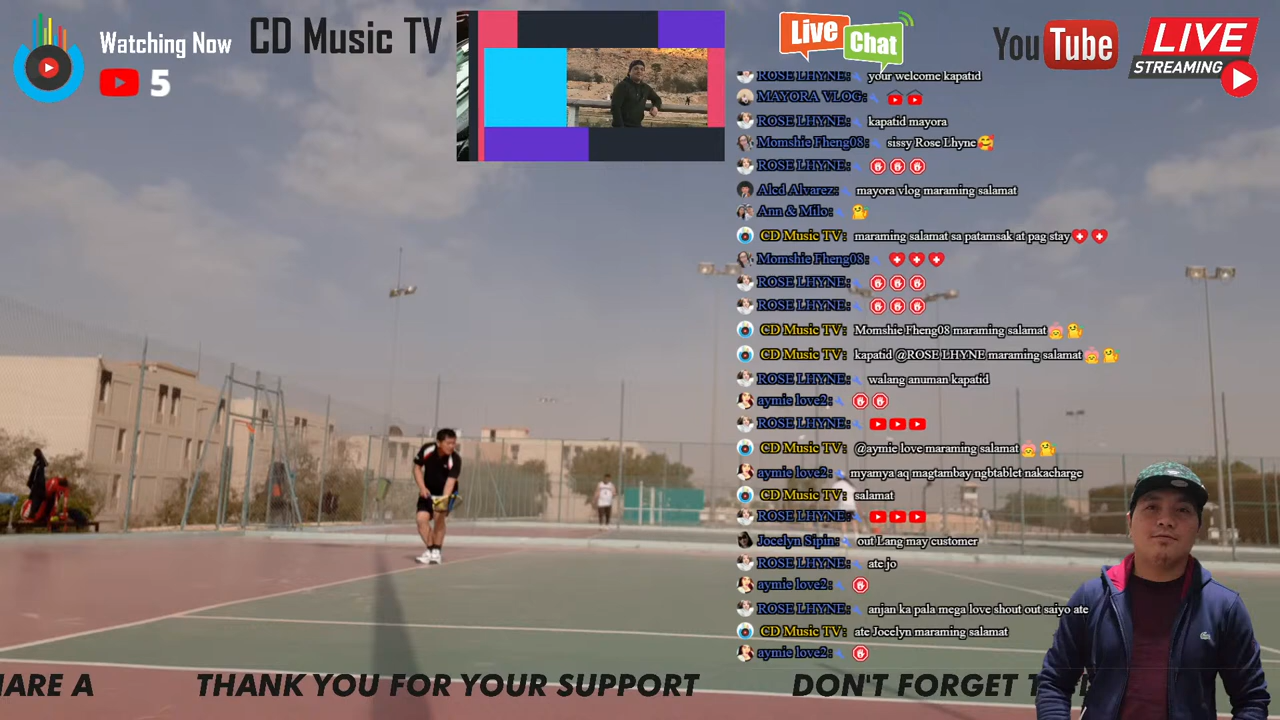 Watching Now
5
CD Music TV
Live
Chat
YouTube
LIVE
STREAMING
ROSE LHYNE: your welcome kapatid
MAYORA VLOG:
ROSE LHYNE: kapatid mayora
Momshie Fheng08: sissy Rose Lhyne🥰
ROSE LHYNE:
Alcd Alvarez: mayora vlog maraming salamat
Ann & Milo:
CD Music TV: maraming salamat sa patamsak at pag stay
Momshie Fheng08:
ROSE LHYNE:
ROSE LHYNE:
CD Music TV: Momshie Fheng08 maraming salamat
CD Music TV: kapatid @ROSE LHYNE maraming salamat
ROSE LHYNE: walang anuman kapatid
aymie love2:
ROSE LHYNE:
CD Music TV: @aymie love maraming salamat
aymie love2: myamya aq magtambay ngbtablet nakacharge
CD Music TV: salamat
ROSE LHYNE:
Jocelyn Sipin: out Lang may customer
ROSE LHYNE: ate jo
aymie love2:
ROSE LHYNE: anjan ka pala mega love shout out saiyo ate
CD Music TV: ate Jocelyn maraming salamat
aymie love2:
HARE A THANK YOU FOR YOUR SUPPORT DON'T FORGET